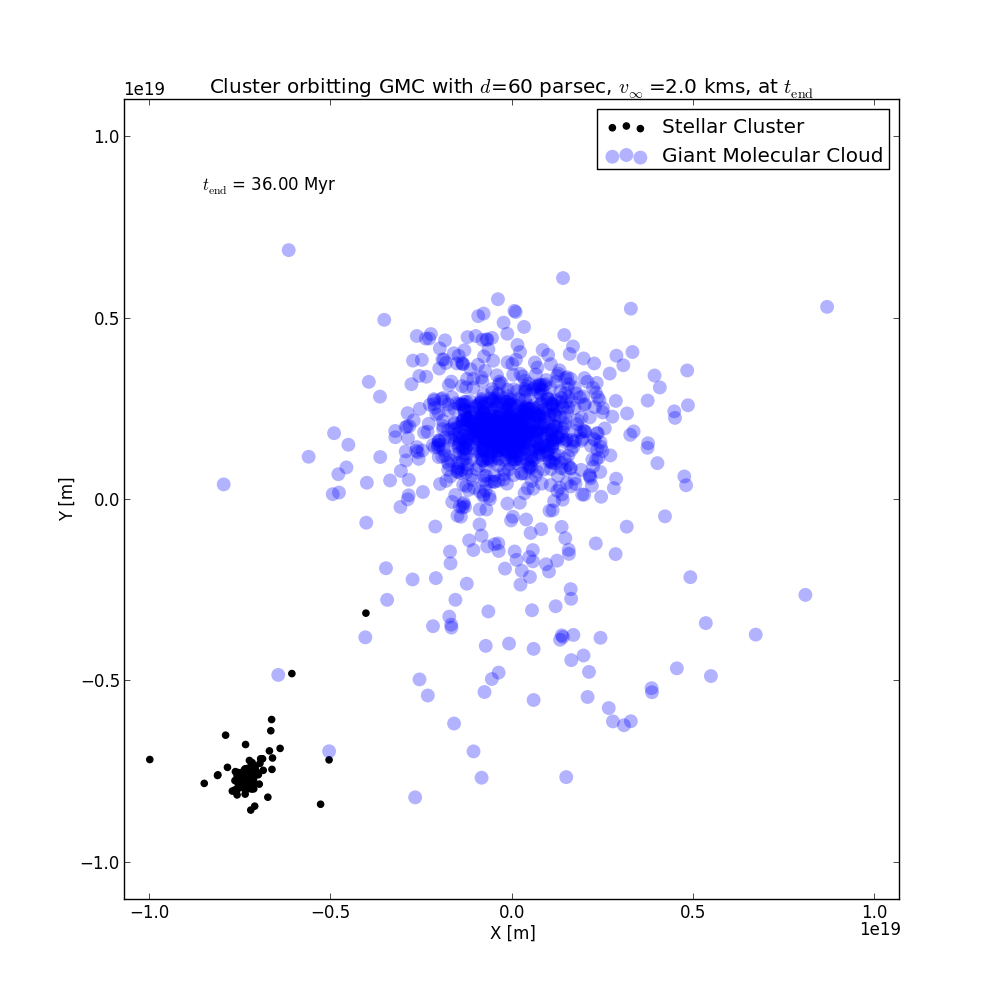 Cluster orbitting GMC with d=60 parsec, v∞ =2.0 kms, at t_end
1e19
Stellar Cluster
Giant Molecular Cloud
t_end = 36.00 Myr
1.0
0.5
0.0
−0.5
−1.0
Y [m]
−1.0 −0.5 0.0 0.5 1.0
1e19
X [m]